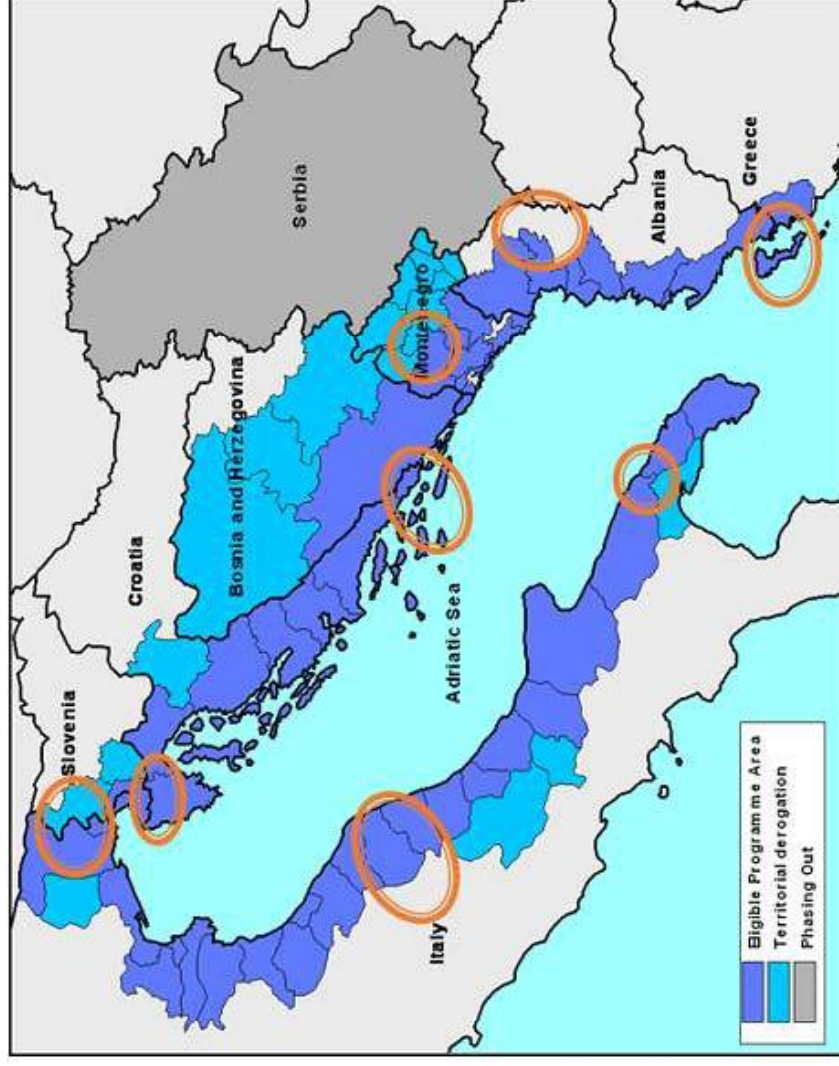 Slovenia
Croatia
Bosnia and Herzegovina
Serbia
Montenegro
Italy
Adriatic Sea
Albania
Greece
Eligible Programme Area
Territorial derogation
Phasing Out